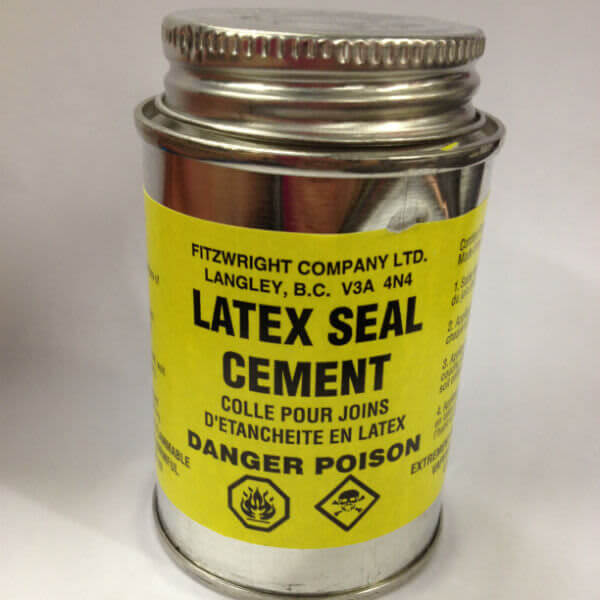 FITZWRIGHT COMPANY LTD.
LANGLEY, B.C. V3A 4N4
LATEX SEAL
CEMENT
COLLE POUR JOINS
D'ETANCHEITE EN LATEX
DANGER POISON